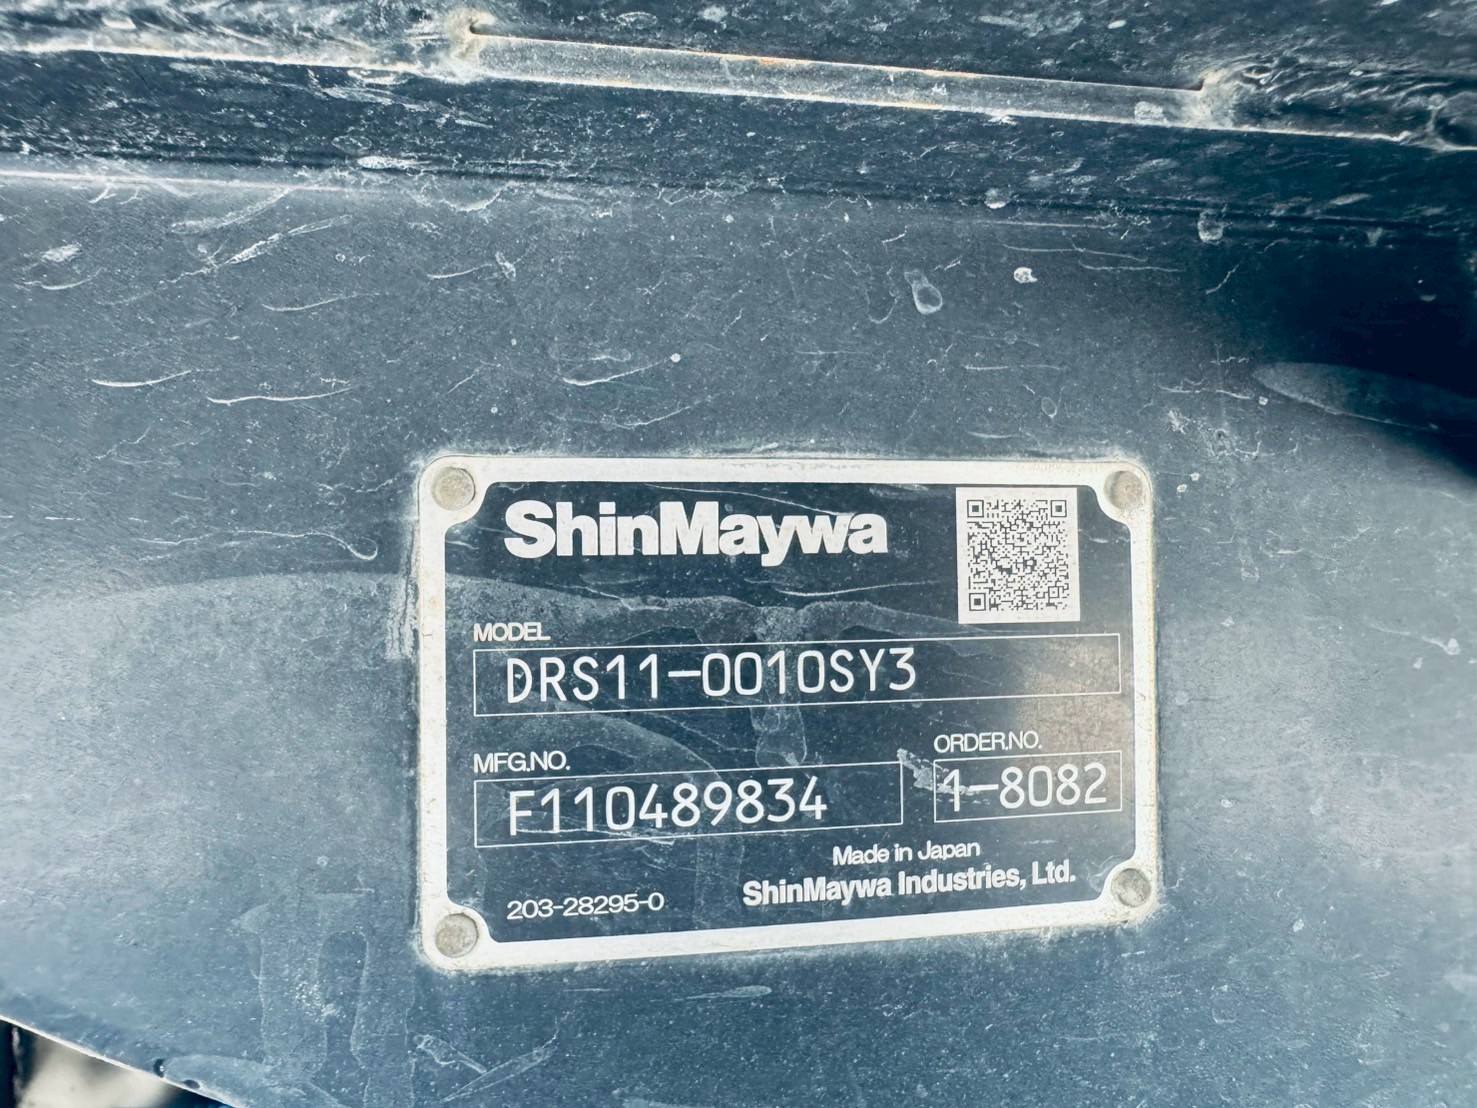 ShinMaywa
MODEL
DRS11-0010SY3
MFG.NO.
ORDER.NO.
F110489834
1-8082
Made in Japan
203-28295-0
ShinMaywa Industries, Ltd.